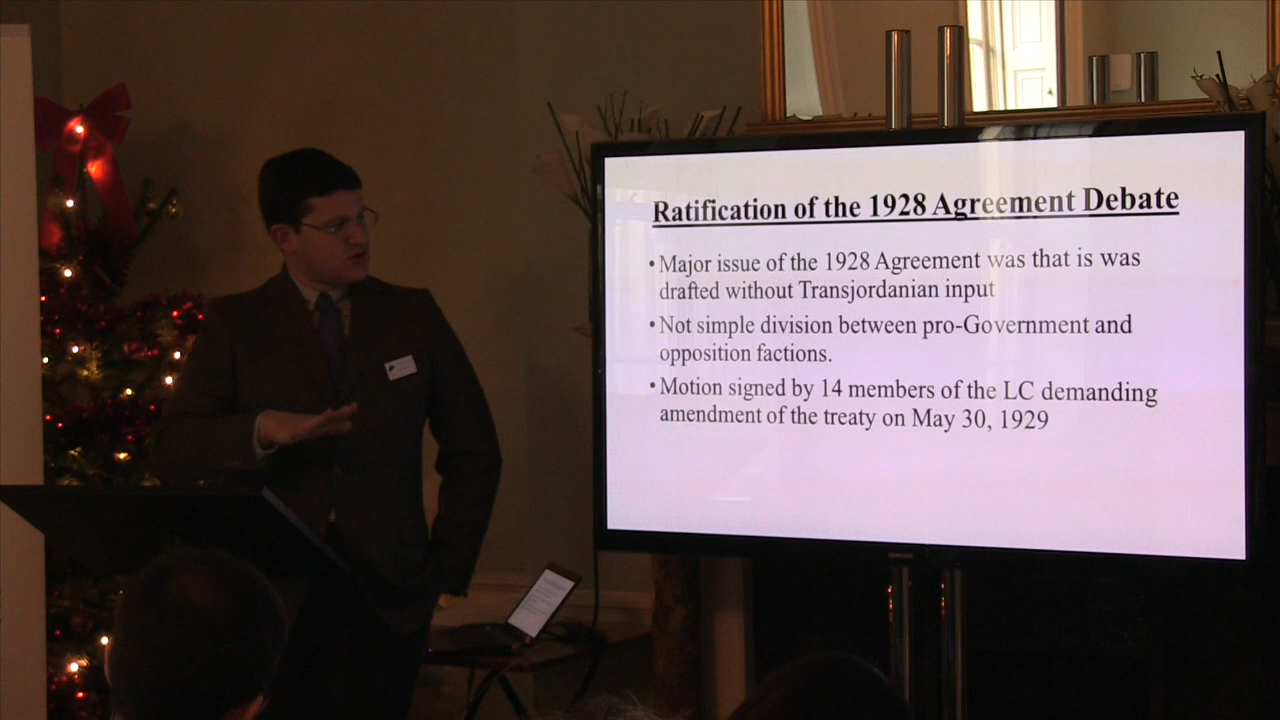 Ratification of the 1928 Agreement Debate
• Major issue of the 1928 Agreement was that is was
drafted without Transjordanian input
• Not simple division between pro-Government and
opposition factions.
• Motion signed by 14 members of the LC demanding
amendment of the treaty on May 30, 1929
SAMSUNG